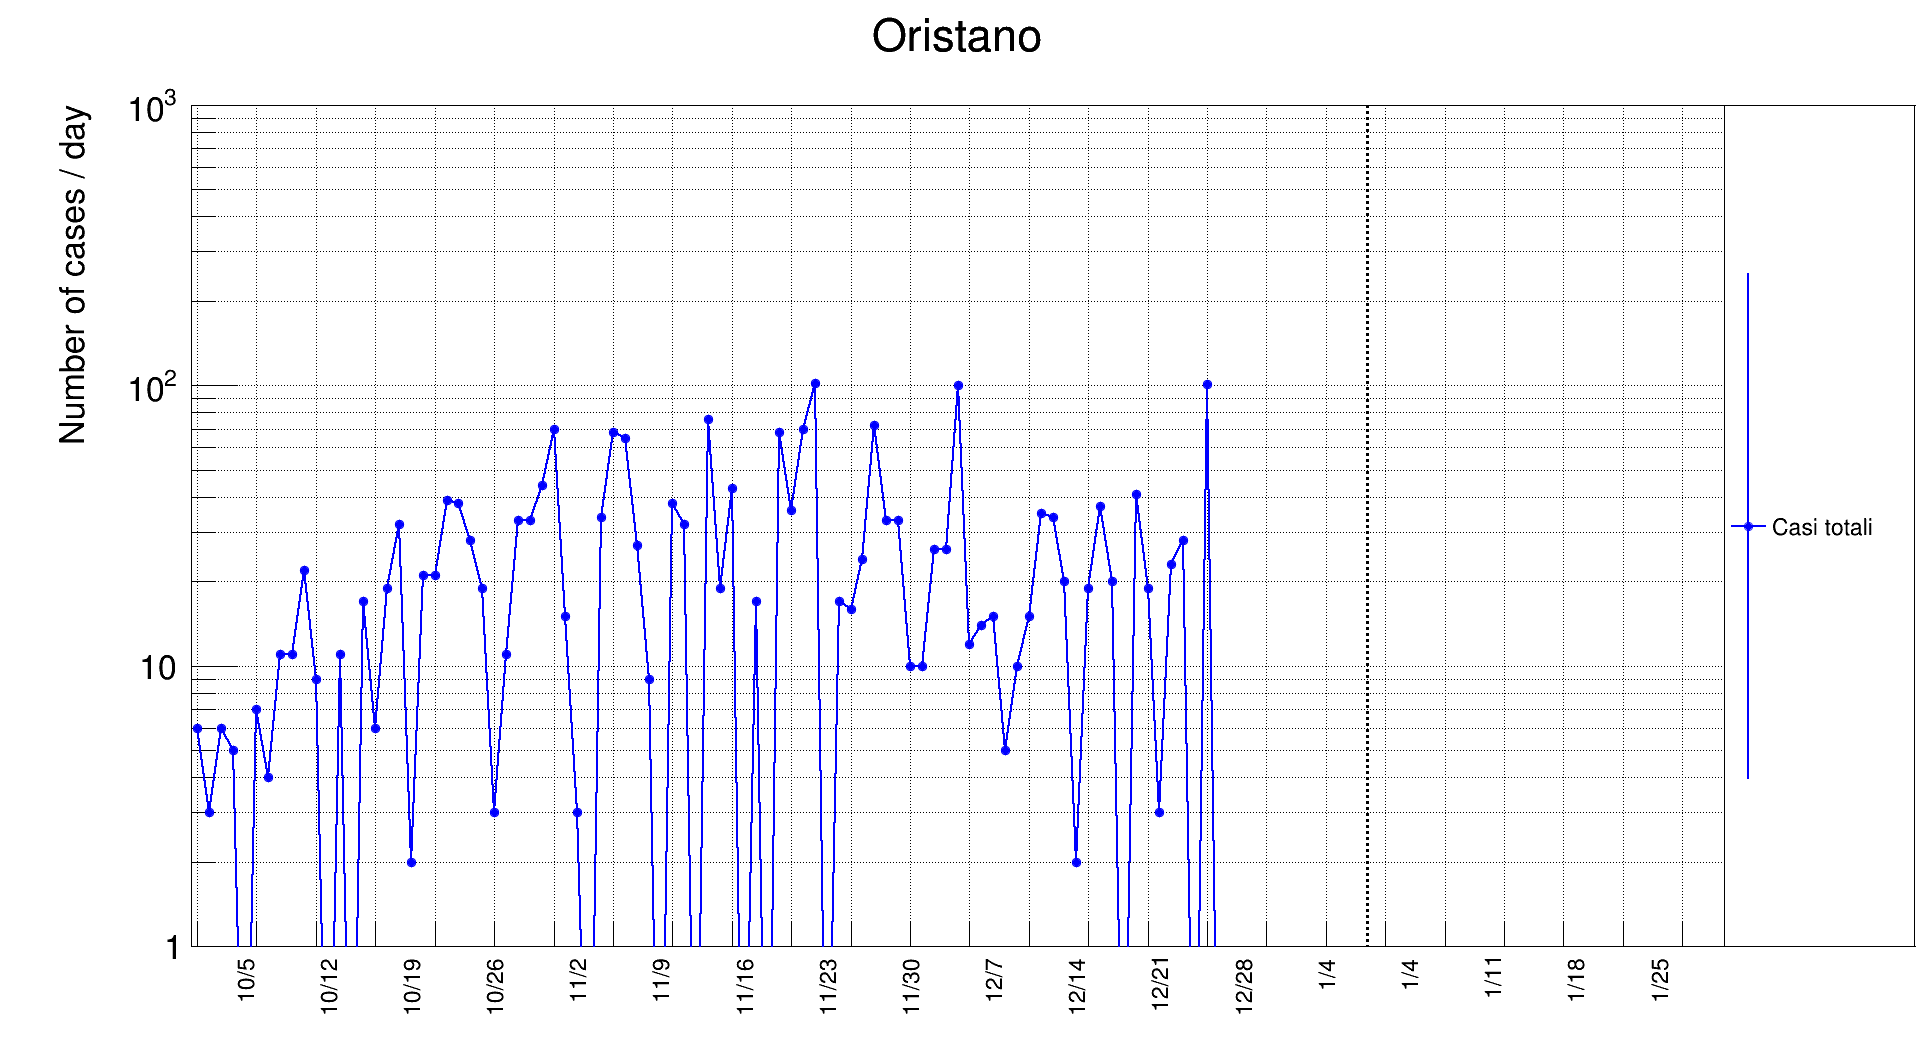 Oristano
Number of cases / day
10³
10²
10
1
10/5 10/12 10/19 10/26 11/2 11/9 11/16 11/23 11/30 12/7 12/14 12/21 12/28 1/4 1/4 1/11 1/18 1/25
Casi totali